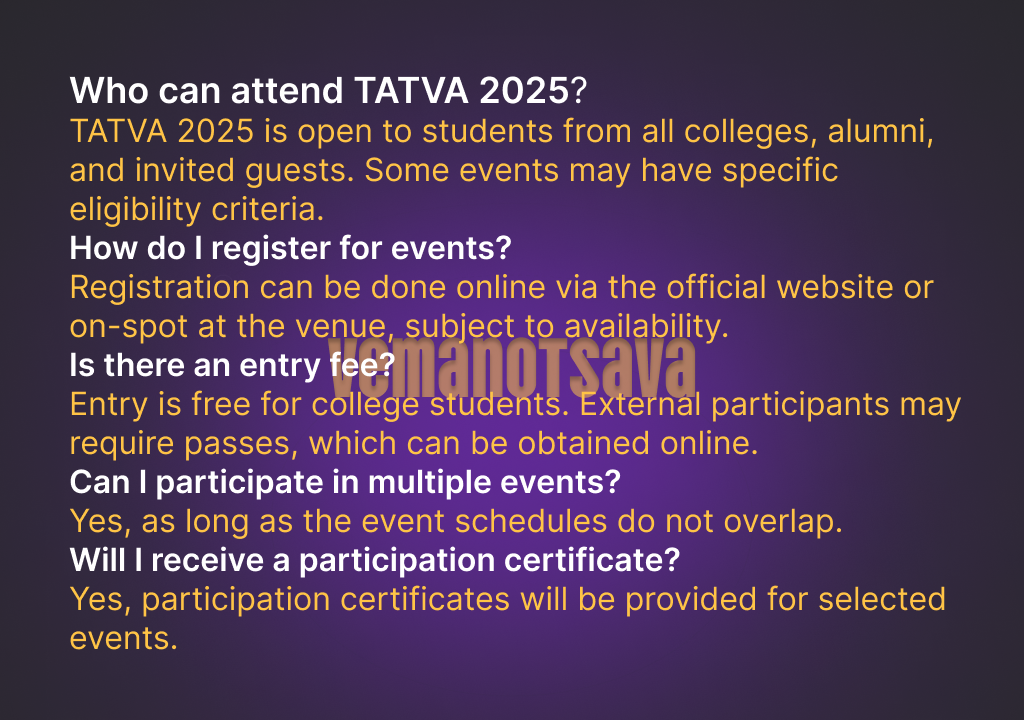 Who can attend TATVA 2025?
TATVA 2025 is open to students from all colleges, alumni,
and invited guests. Some events may have specific
eligibility criteria.
How do I register for events?
Registration can be done online via the official website or
on-spot at the venue, subject to availability.
Is there an entry fee?
vemanoTsava
Entry is free for college students. External participants may
require passes, which can be obtained online.
Can I participate in multiple events?
Yes, as long as the event schedules do not overlap.
Will I receive a participation certificate?
Yes, participation certificates will be provided for selected
events.